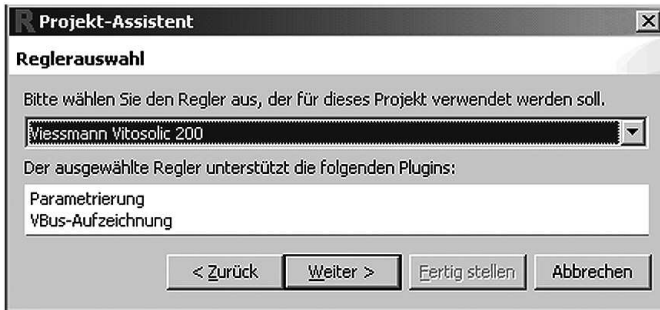 Projekt-Assistent
Reglerauswahl
Bitte wählen Sie den Regler aus, der für dieses Projekt verwendet werden soll.
Viessmann Vitosolic 200
Der ausgewählte Regler unterstützt die folgenden Plugins:
Parametrierung
VBus-Aufzeichnung
< Zurück Weiter > Fertig stellen Abbrechen